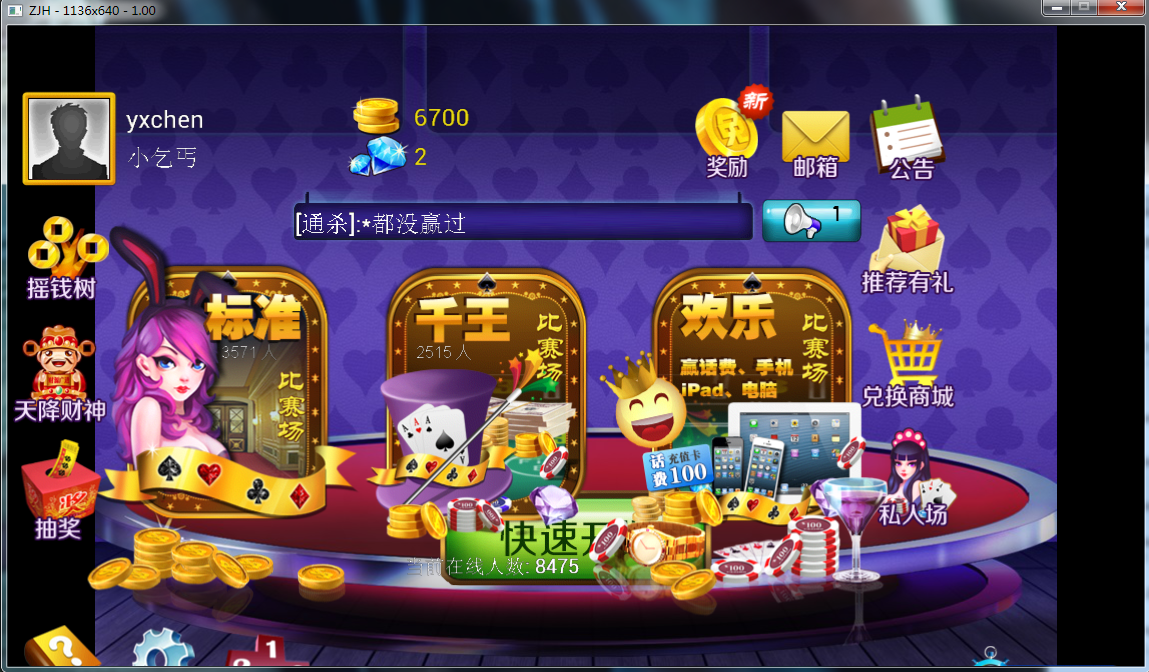 ZJH - 1136x640 - 1.00
yxchen
小乞丐
6700
2
新
奖励
邮箱
公告
[通杀]:*都没赢过
1
摇钱树
推荐有礼
标准
3571 人
比赛场
千王
2515 人
比赛场
欢乐
比赛场
赢话费、手机
iPad、电脑
天降财神
兑换商城
话费
充值卡
100
抽奖
私人场
快速开
当前在线人数: 8475
?
1
2